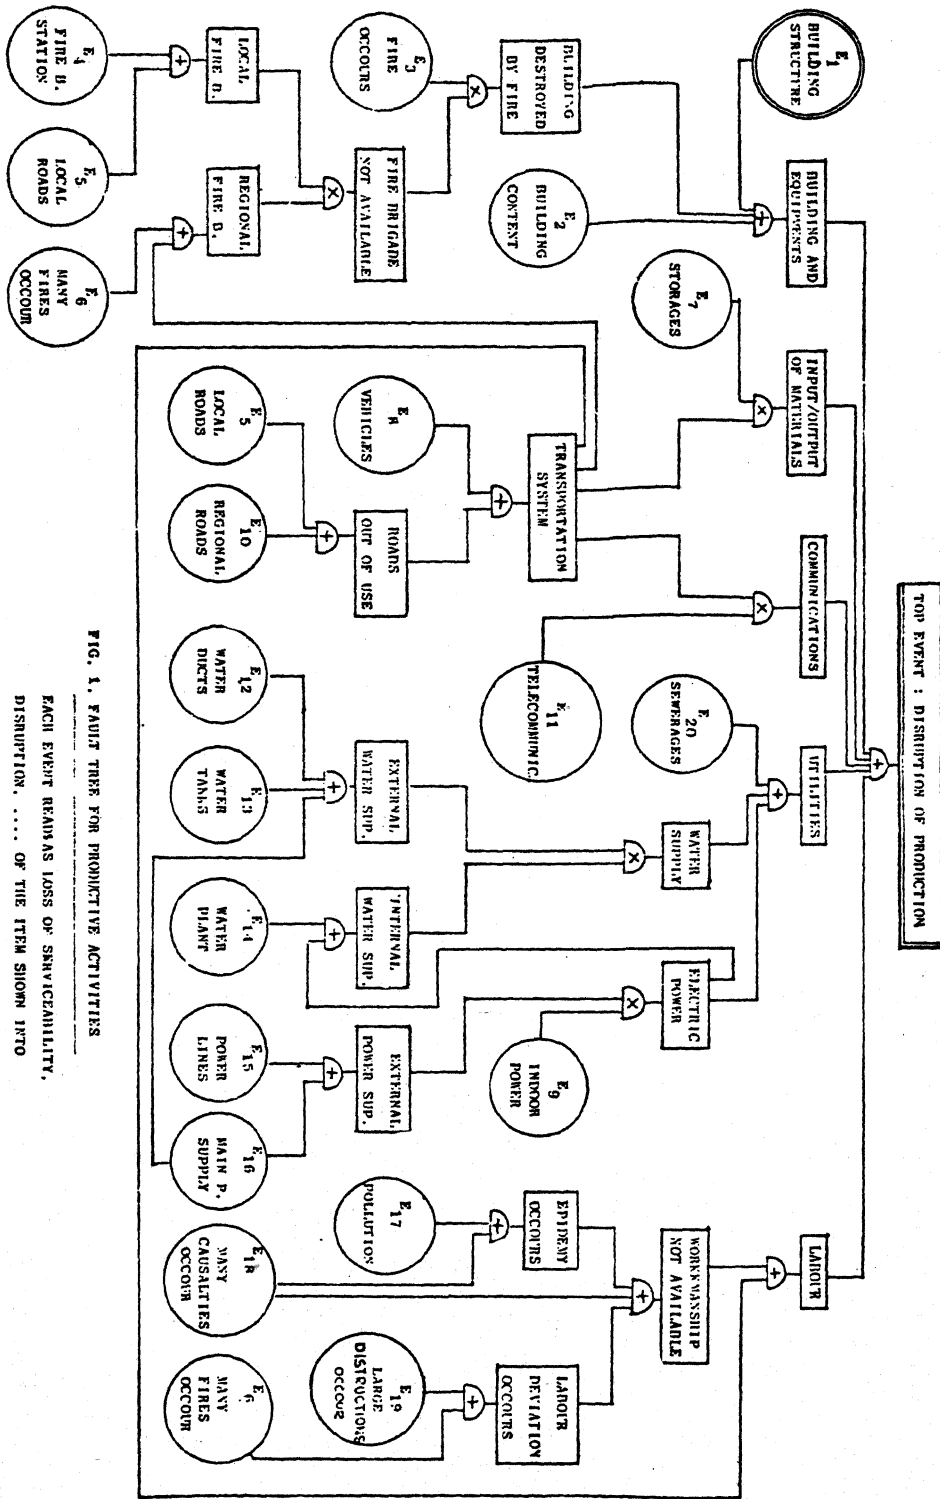 TOP EVENT : DISRUPTION OF PRODUCTION
BUILDING AND
EQUIPMENTS
INPUT/OUTPUT
OF MATERIALS
COMMUNICATIONS
UTILITIES
LABOUR
+
E1
BUILDING
STRUCTURE
+
E7
STORAGES
X
X
E20
SEWERAGES
+
+
BUILDING
DESTROYED
BY FIRE
E2
BUILDING
CONTEXT
TRANSPORTATION
SYSTEM
E11
TELECOMMUNIC.
WATER
SUPPLY
ELECTRIC
POWER
WORKMANSHIP
NOT AVAILABLE
E3
FIRE
OCCOURS
X
+
X
X
E9
INDOOR
POWER
+
EPIDEMY
OCCOURS
LABOUR
DEVIATION
OCCOURS
FIRE BRIGADE
NOT AVAILABLE
E8
VEHICLES
ROADS
OUT OF USE
EXTERNAL
WATER SUPP.
INTERNAL
WATER SUP.
EXTERNAL
POWER SUP.
E17
POLLUTION
+
E19
LARGE
DISTRUCTIONS
OCCOUR
+
LOCAL
FIRE B.
X
REGIONAL
FIRE B.
+
+
+
+
+
+
E4
FIRE B.
STATION
E5
LOCAL
ROADS
E6
MANY
FIRES
OCCOUR
E5
LOCAL
ROADS
E10
REGIONAL
ROADS
E12
WATER
DUCTS
E13
WATER
TANKS
E14
WATER
PLANT
E15
POWER
LINES
E16
MAIN P.
SUPPLY
E18
MANY
CAUSALTIES
OCCOUR
E6
MANY
FIRES
OCCOUR
FIG. 1. FAULT TREE FOR PRODUCTIVE ACTIVITIES
EACH EVENT READS AS LOSS OF SERVICEABILITY,
DISRUPTION, .... OF THE ITEM SHOWN INTO